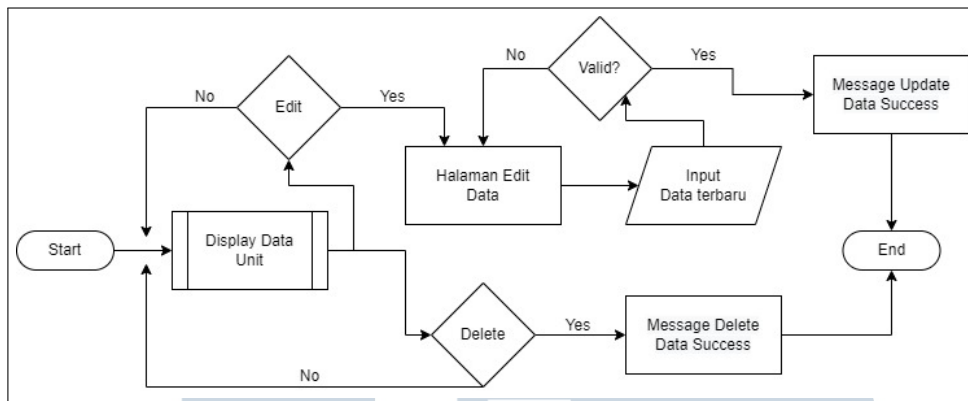 No
Valid?
Yes
Message Update
Data Success
No
Edit
Yes
Halaman Edit
Data
Input
Data terbaru
Start
Display Data
Unit
End
Delete
Yes
Message Delete
Data Success
No